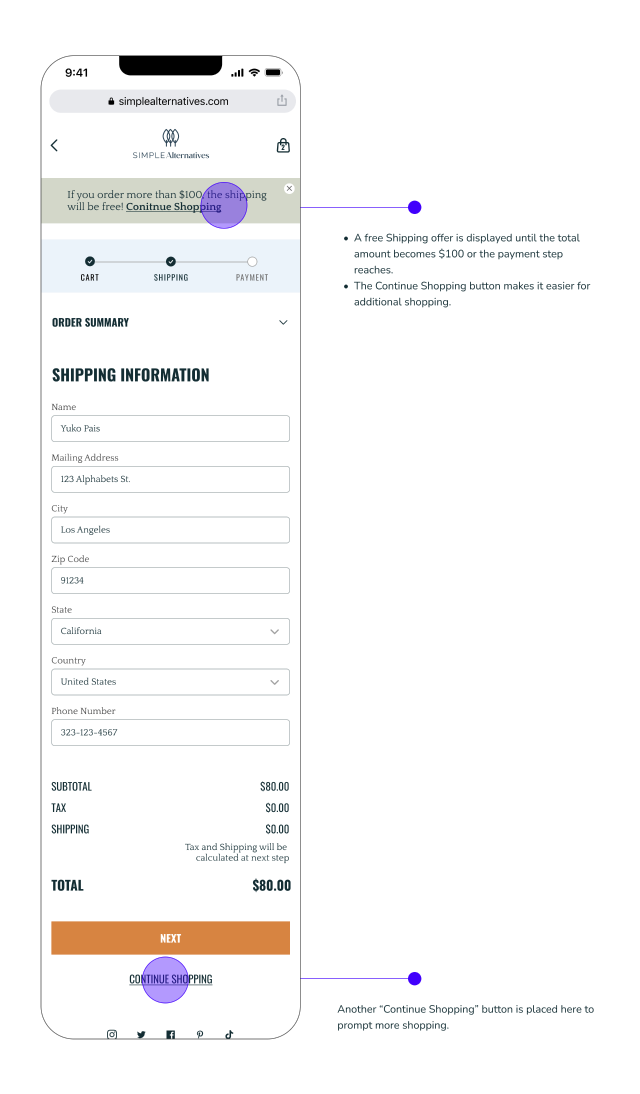 9:41
simplealternatives.com
SIMPLE Alternatives
2
If you order more than $100, the shipping
will be free! Conitnue Shopping
CART SHIPPING PAYMENT
ORDER SUMMARY
SHIPPING INFORMATION
Name
Yuko Pais
Mailing Address
123 Alphabets St.
City
Los Angeles
Zip Code
91234
State
California
Country
United States
Phone Number
323-123-4567
SUBTOTAL $80.00
TAX $0.00
SHIPPING $0.00
Tax and Shipping will be
calculated at next step
TOTAL $80.00
NEXT
CONTINUE SHOPPING
• A free Shipping offer is displayed until the total
amount becomes $100 or the payment step
reaches.
• The Continue Shopping button makes it easier for
additional shopping.
Another “Continue Shopping” button is placed here to
prompt more shopping.